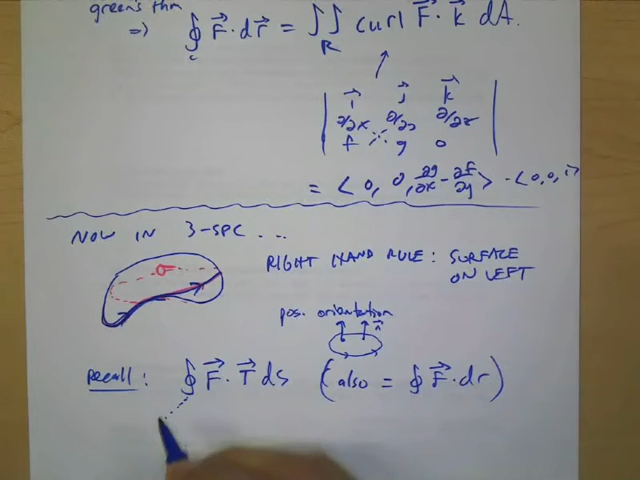 green's thm
⇒ ∮ F⃗ · dr⃗ = ∬ curl F⃗ · k⃗ dA.
c R
| i⃗ j⃗ k⃗ |
| ∂/∂x ∂/∂y ∂/∂z |
| f g 0 |
= < 0, 0, ∂g/∂x - ∂f/∂y > · <0, 0, 1>
NOW IN 3-SPC ...
σ
RIGHT HAND RULE: SURFACE
ON LEFT
pos. orientation
n⃗
Recall: ∮ F⃗ · T⃗ ds (also = ∮ F⃗ · dr)